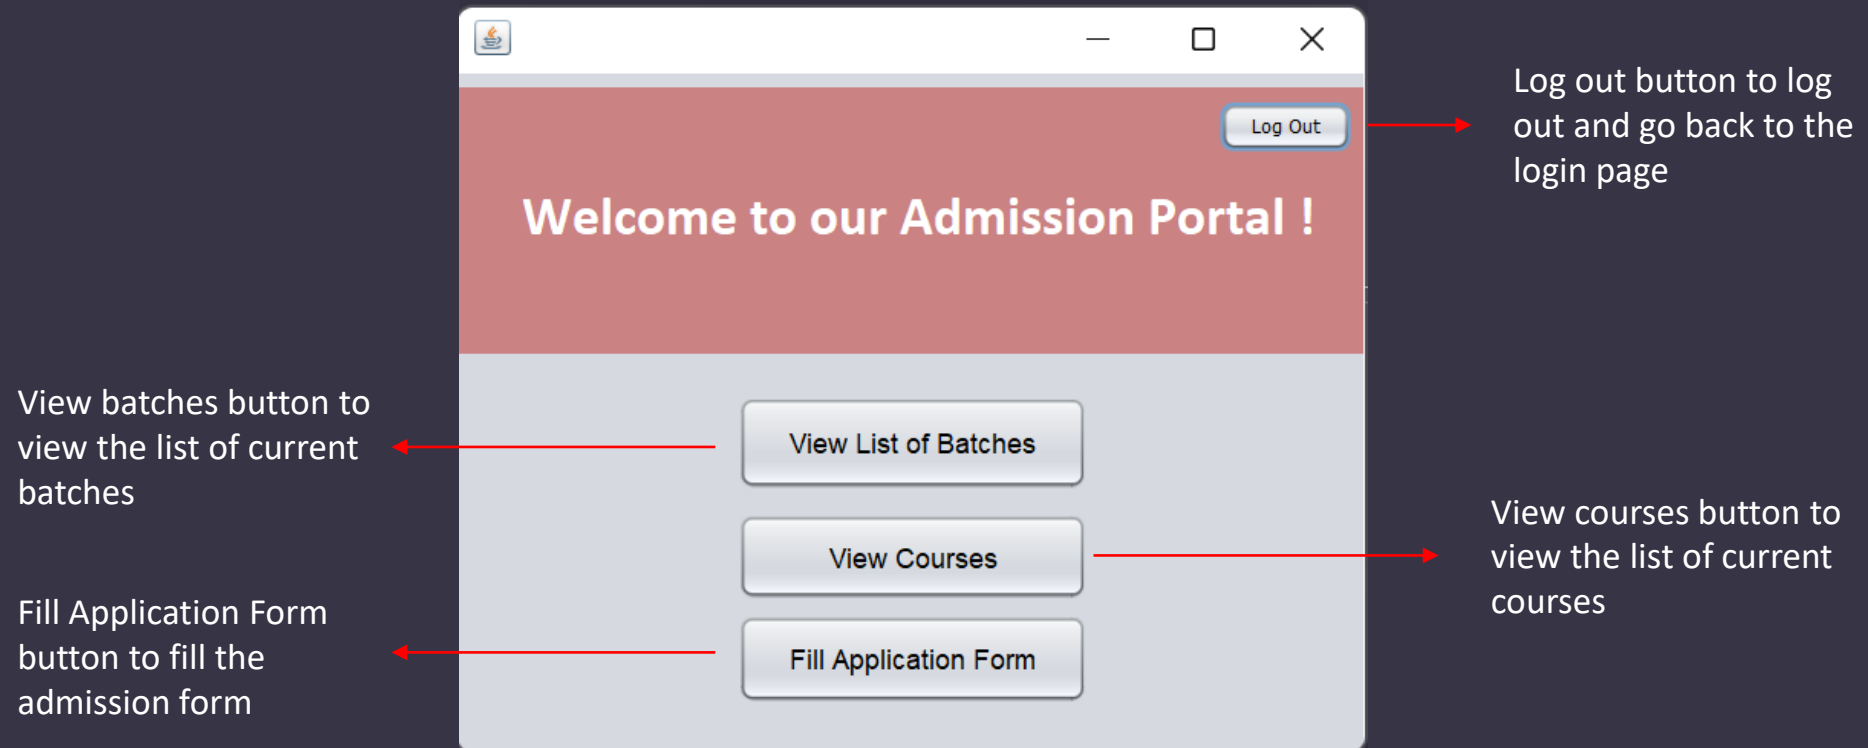 Log Out
Welcome to our Admission Portal !
Log out button to log
out and go back to the
login page
View batches button to
view the list of current
batches
View List of Batches
View Courses
View courses button to
view the list of current
courses
Fill Application Form
button to fill the
admission form
Fill Application Form